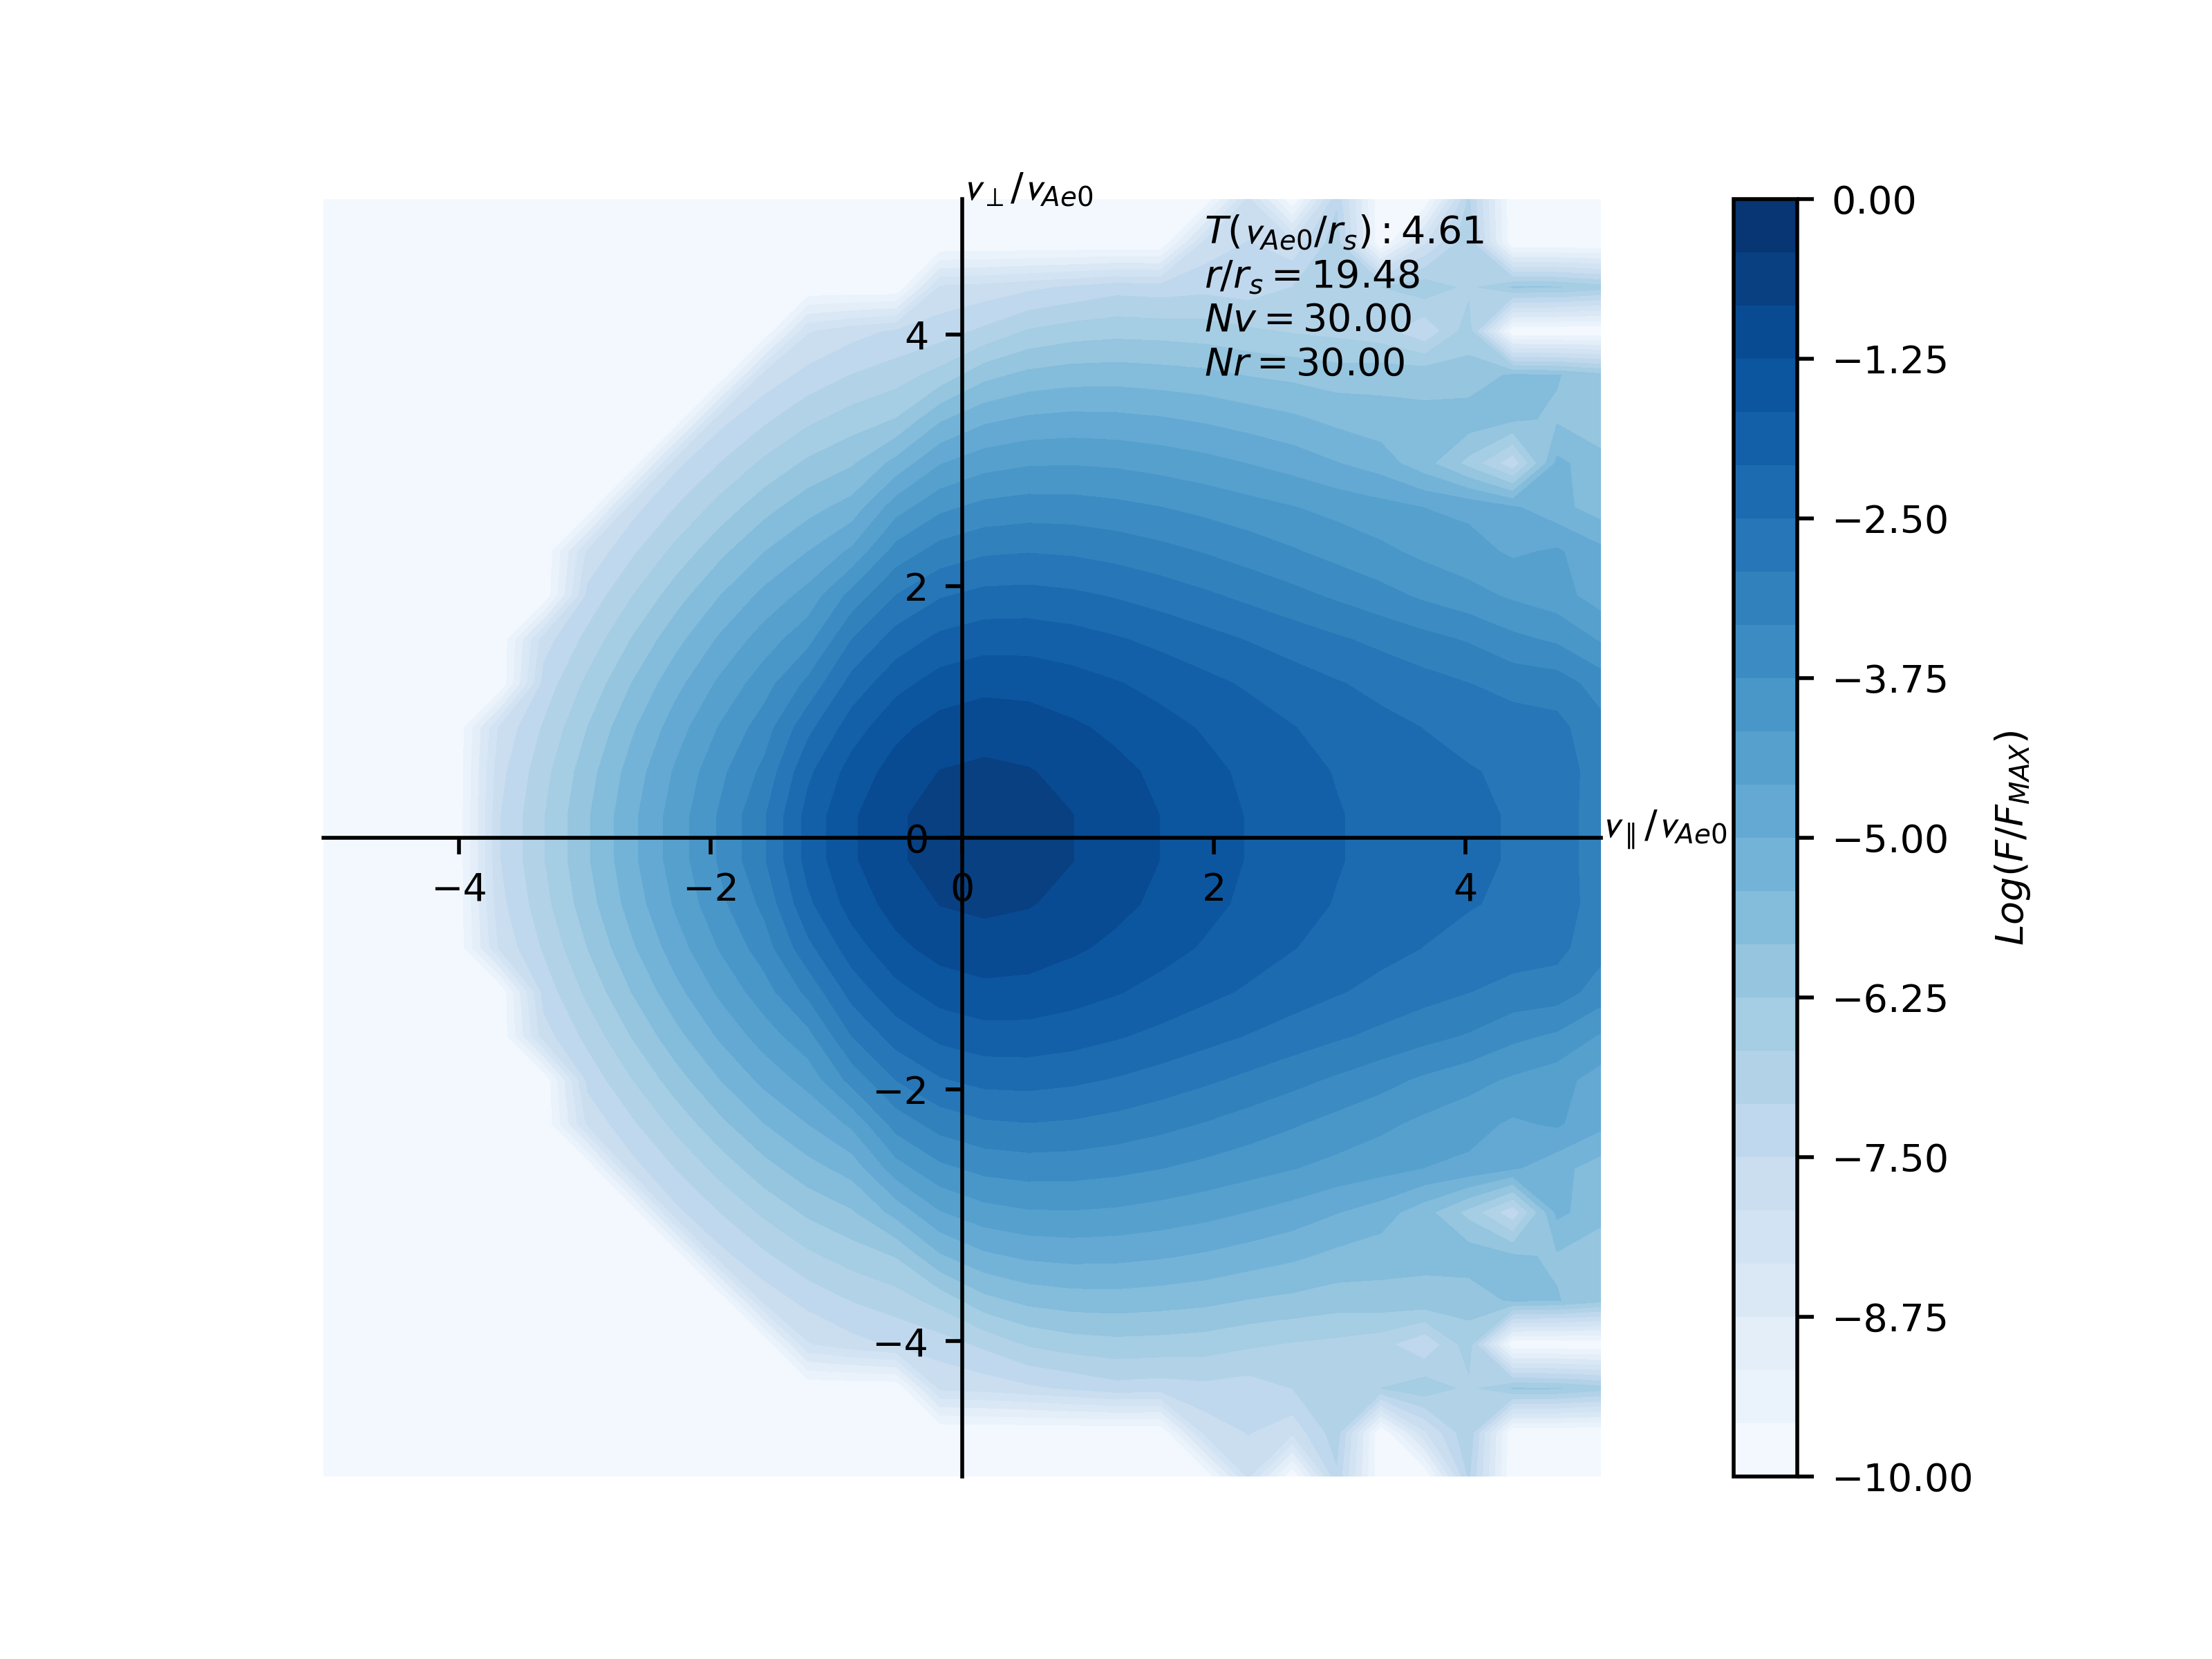 v⊥/vAe0
T(vAe0/rs) : 4.61
r/rs = 19.48
Nv = 30.00
Nr = 30.00
4
2
0
−2
−4
−4
−2
0
2
4
v∥/vAe0
0.00
−1.25
−2.50
−3.75
−5.00
−6.25
−7.50
−8.75
−10.00
Log(F/FMAX)